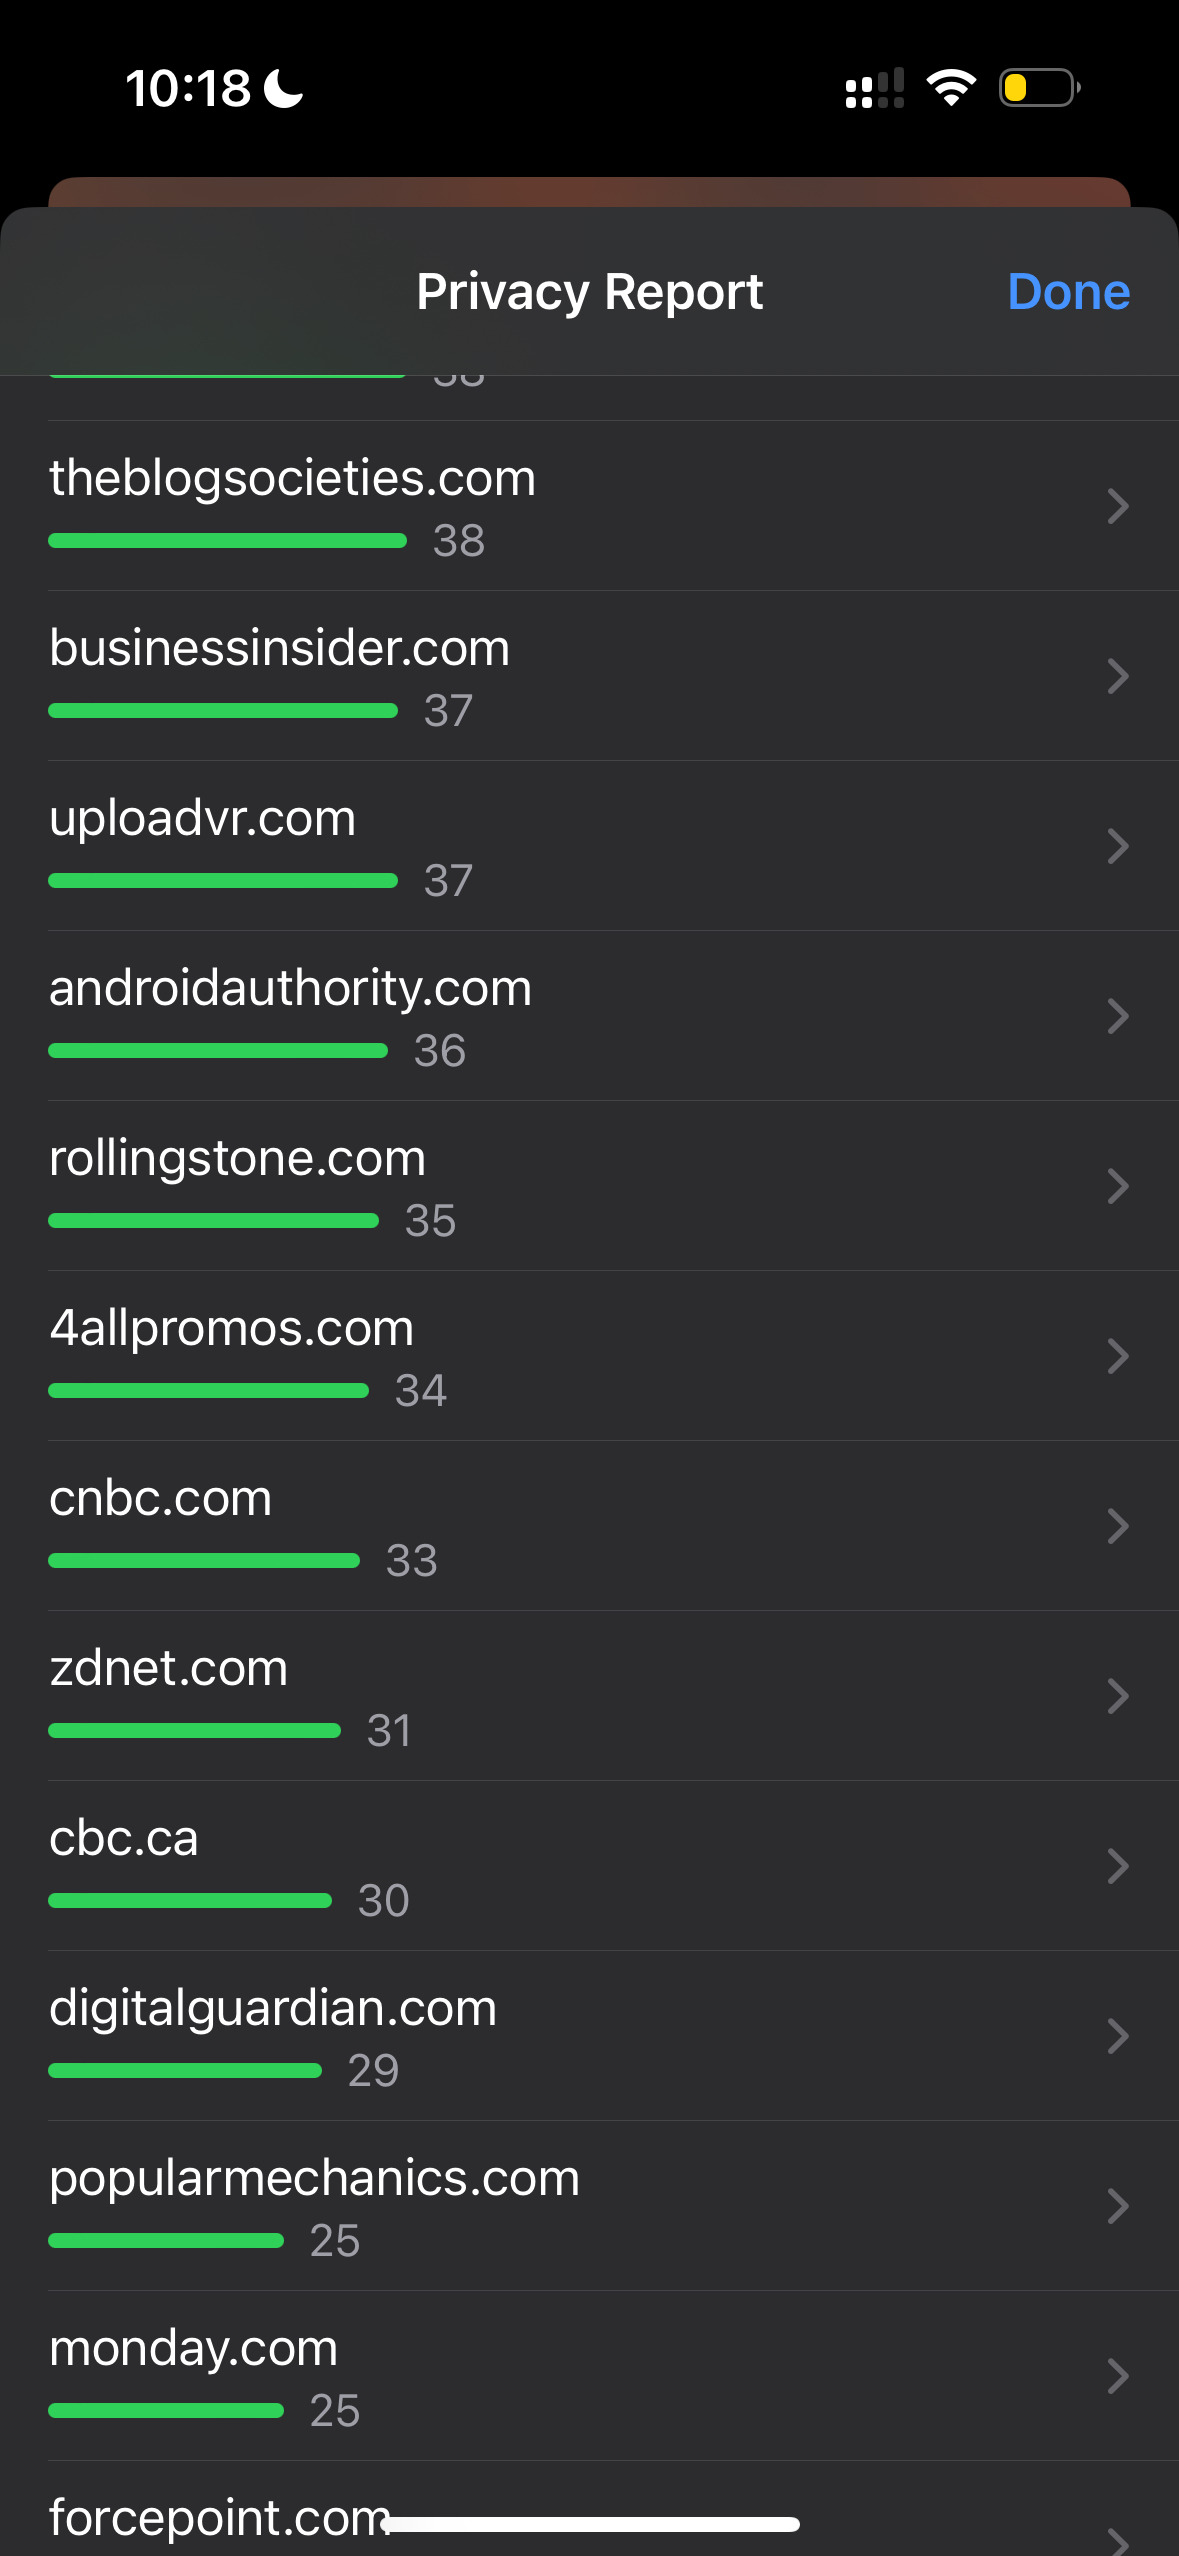 10:18
Privacy Report
Done
38
theblogsocieties.com
38
businessinsider.com
37
uploadvr.com
37
androidauthority.com
36
rollingstone.com
35
4allpromos.com
34
cnbc.com
33
zdnet.com
31
cbc.ca
30
digitalguardian.com
29
popularmechanics.com
25
monday.com
25
forcepoint.com